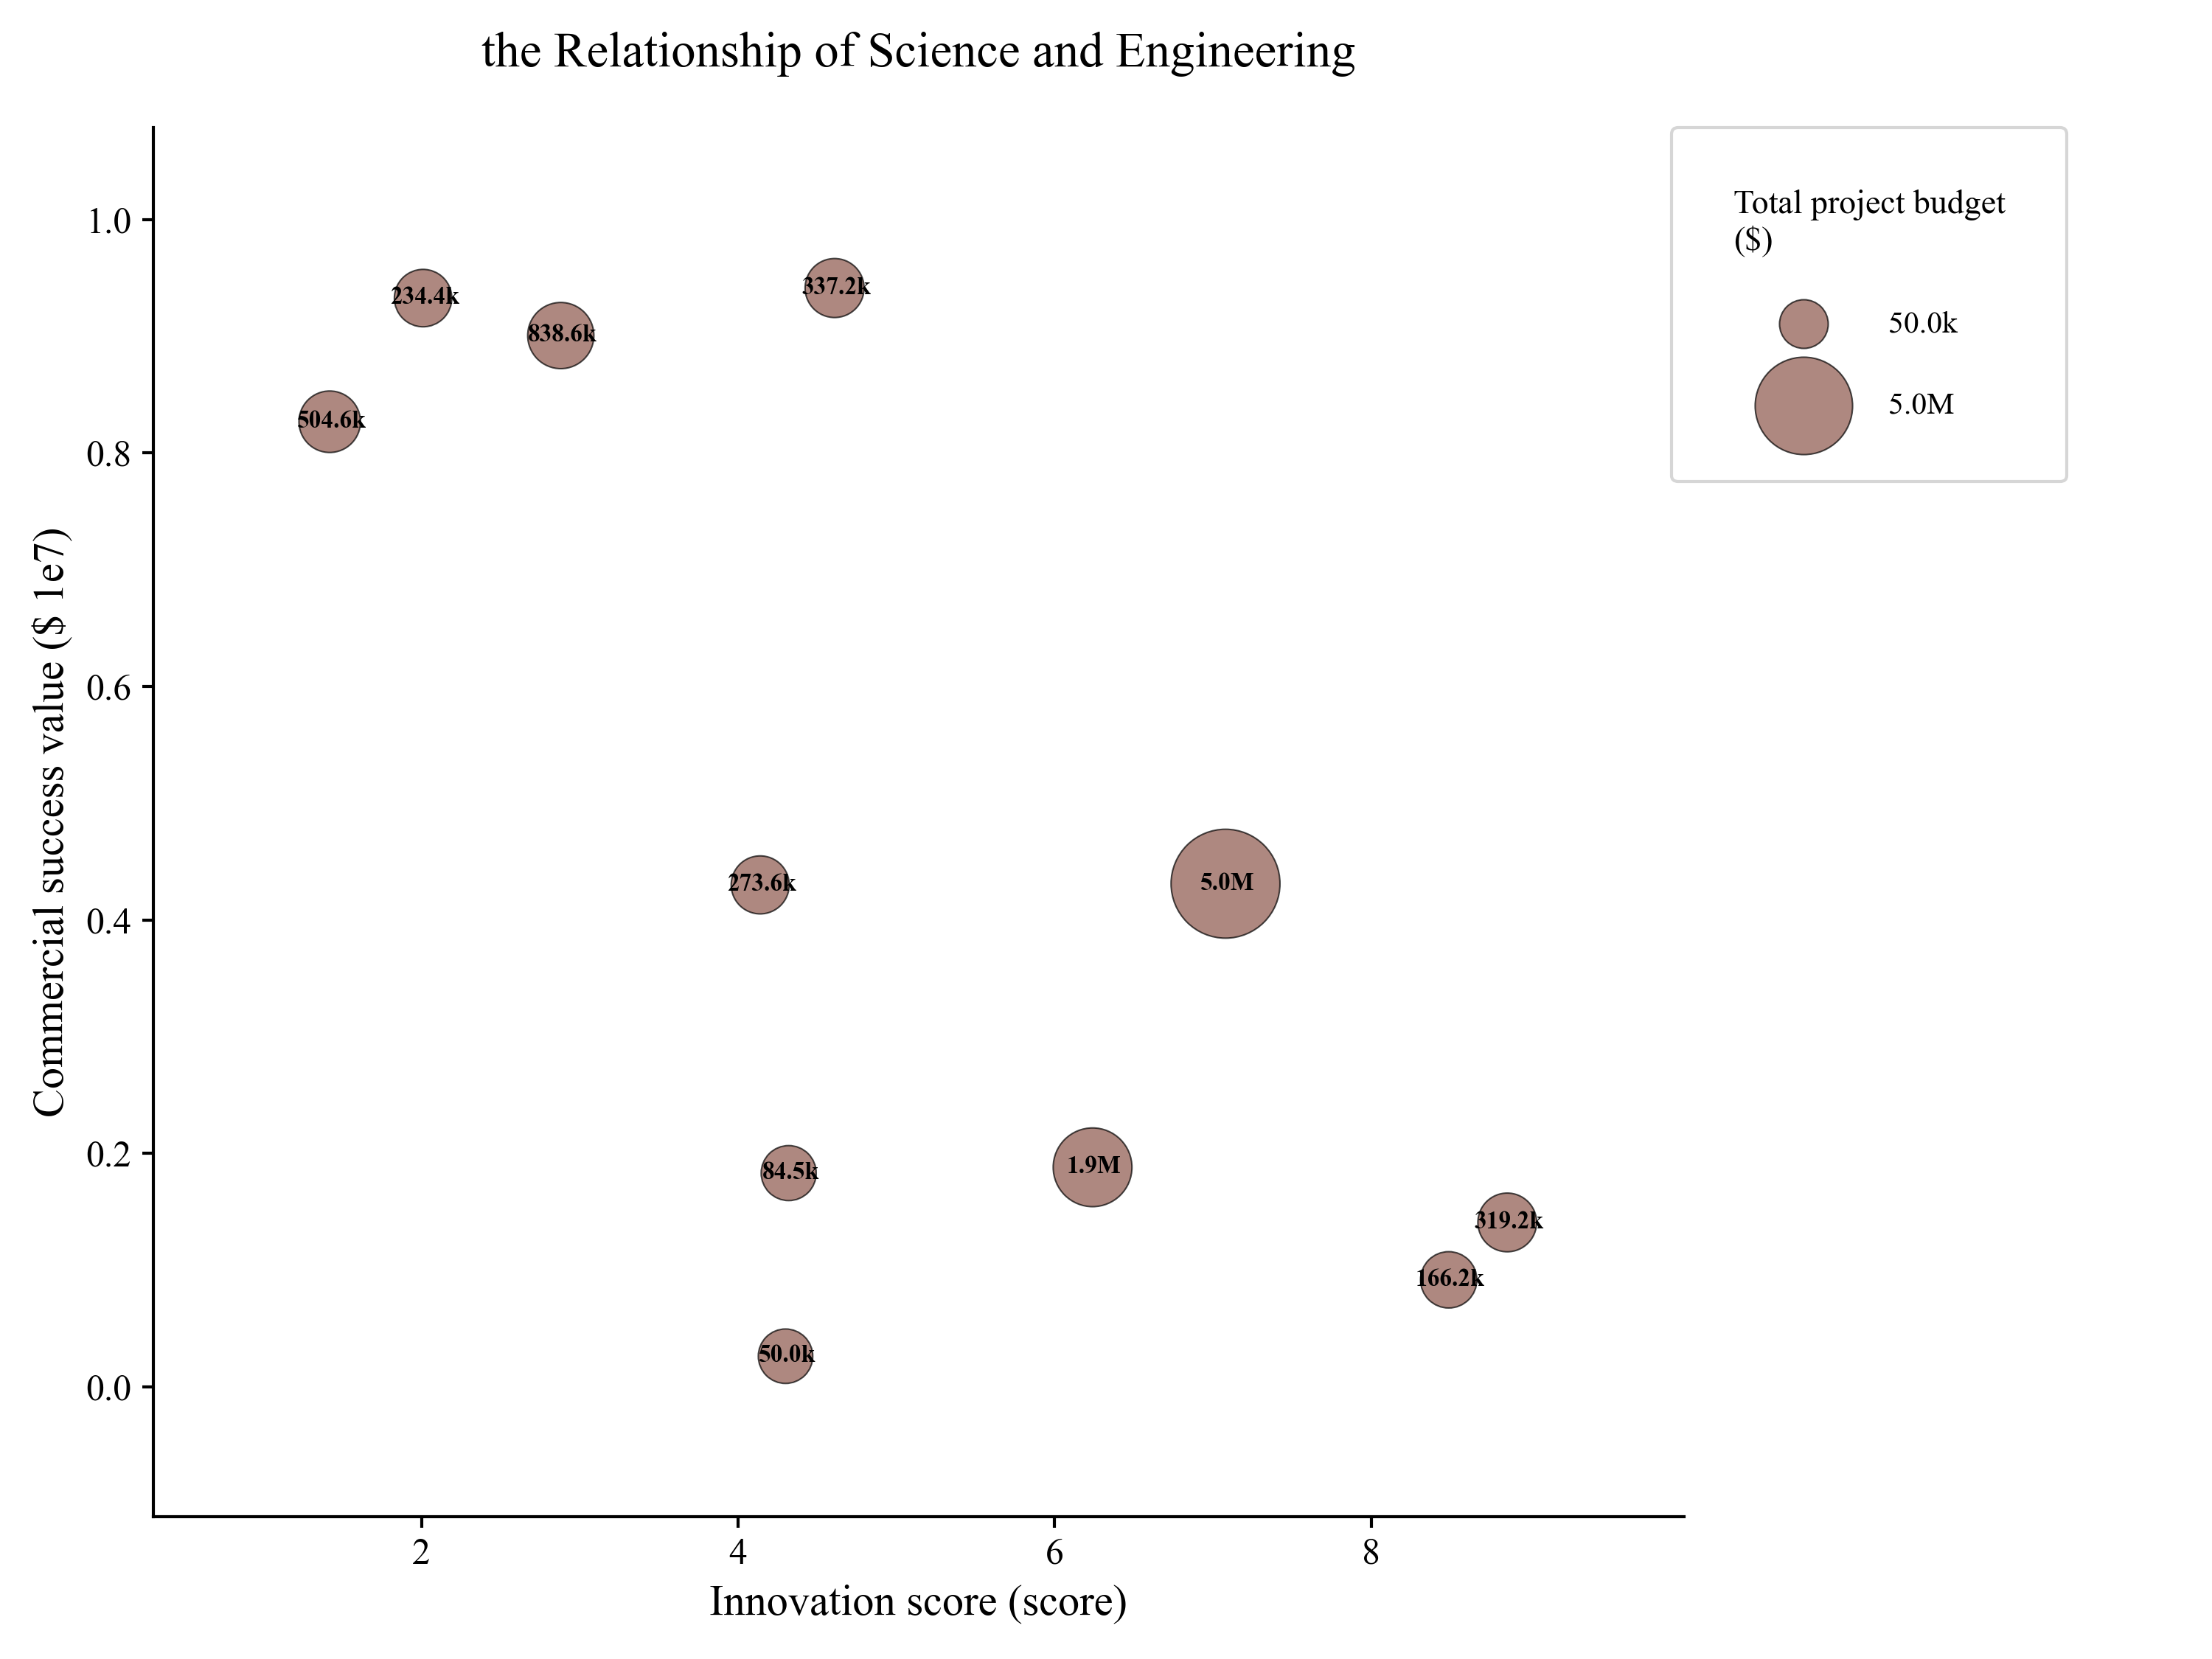 the Relationship of Science and Engineering
Total project budget
($)
50.0k
5.0M
Commercial success value ($ 1e7)
1.0
0.8
0.6
0.4
0.2
0.0
337.2k
234.4k
838.6k
504.6k
273.6k
5.0M
1.9M
84.5k
319.2k
166.2k
50.0k
2 4 6 8
Innovation score (score)